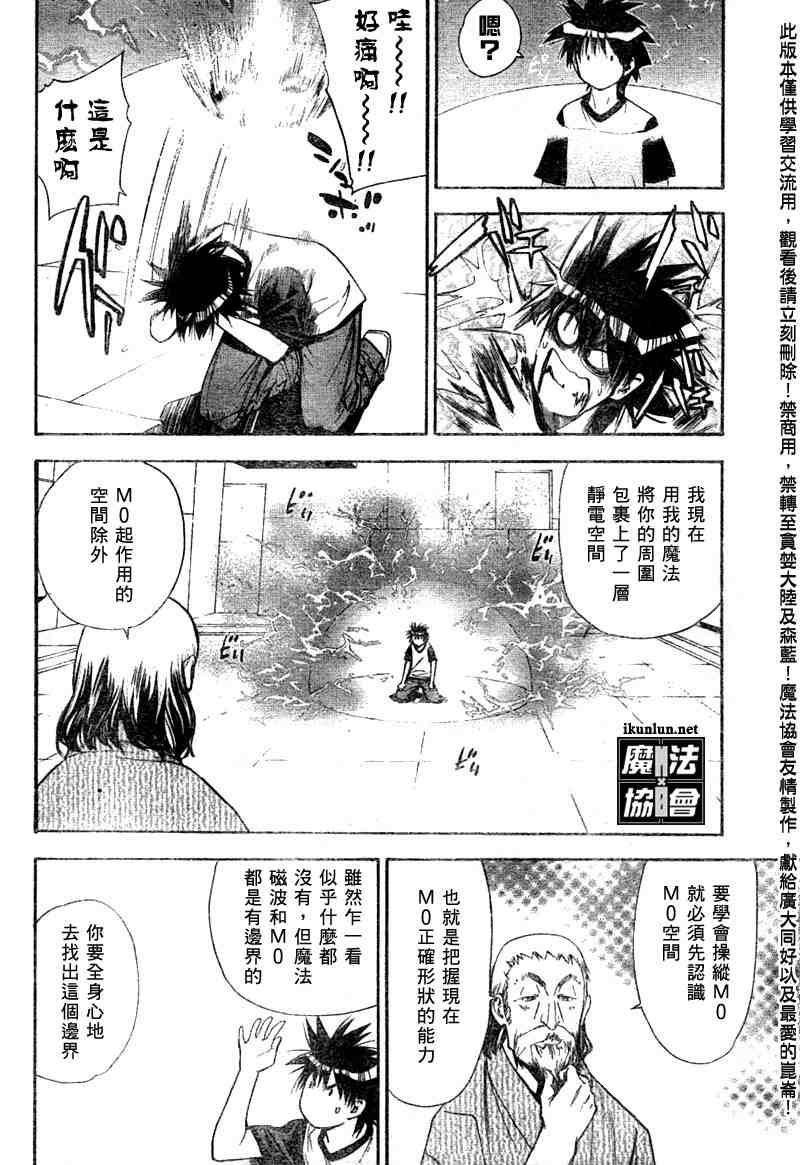 嗯？
哇～～～!!
好痛啊～～!!
這是
什麼啊
我現在
用我的魔法
將你的周圍
包裹上了一層
靜電空間
M0起作用的
空間除外
ikunlun.net
魔法
M×0
協會
要學會操縱M0
就必須先認識
M0空間
也就是把握現在
M0正確形狀的能力
雖然乍一看
似乎什麼都
沒有，但魔法
磁波和M0
都是有邊界的
你要全身心地
去找出這個邊界
此版本僅供學習交流用，觀看後請立刻刪除！禁商用，禁轉至貪婪大陸及森藍！魔法協會友情製作，獻給廣大同好以及最愛的崑崙！